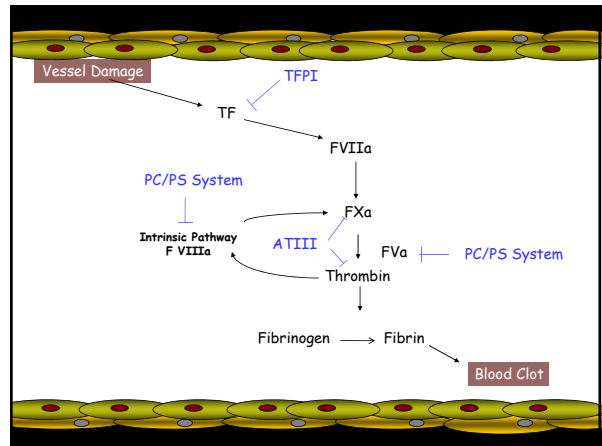 Vessel Damage
TFPI
TF
FVIIa
PC/PS System
FXa
Intrinsic Pathway
F VIIIa
ATIII
FVa
PC/PS System
Thrombin
Fibrinogen
Fibrin
Blood Clot